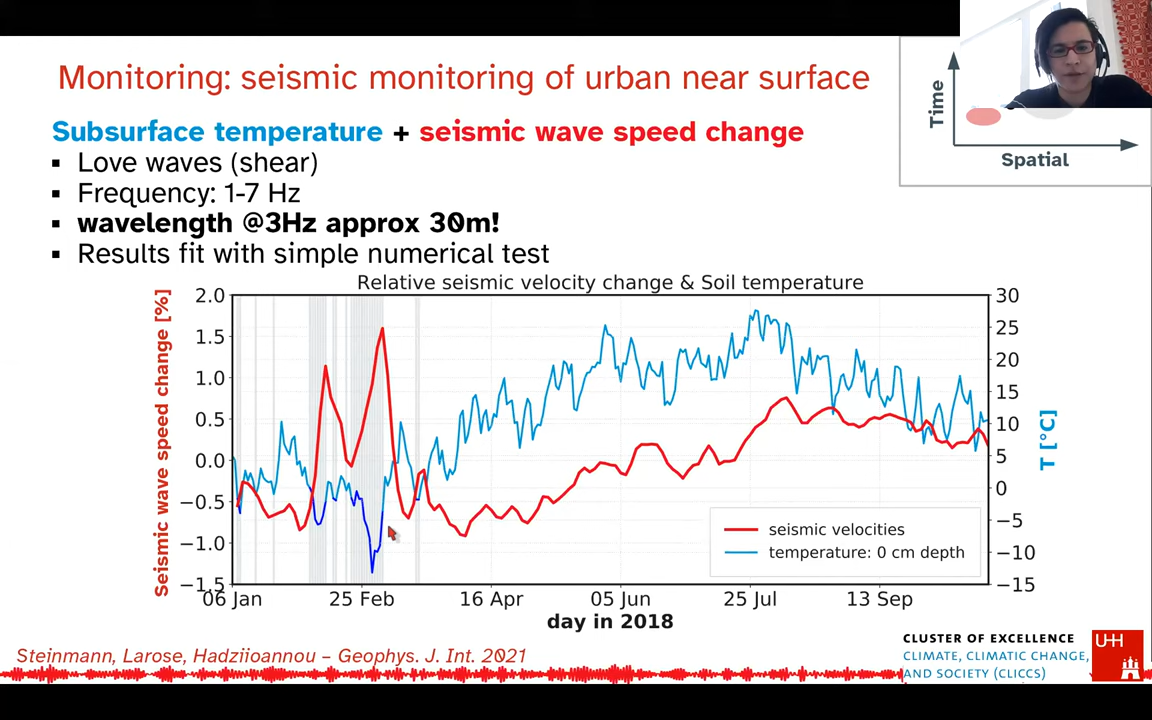 Monitoring: seismic monitoring of urban near surface
Subsurface temperature + seismic wave speed change
▪ Love waves (shear)
▪ Frequency: 1-7 Hz
▪ wavelength @3Hz approx 30m!
▪ Results fit with simple numerical test
Time
Spatial
Relative seismic velocity change & Soil temperature
Seismic wave speed change [%]
2.0
1.5
1.0
0.5
0.0
−0.5
−1.0
−1.5
30
25
20
15
10
5
0
−5
−10
−15
T [°C]
seismic velocities
temperature: 0 cm depth
06 Jan 25 Feb 16 Apr 05 Jun 25 Jul 13 Sep
day in 2018
Steinmann, Larose, Hadziioannou – Geophys. J. Int. 2021
CLUSTER OF EXCELLENCE
CLIMATE, CLIMATIC CHANGE,
AND SOCIETY (CLICCS)
UHH